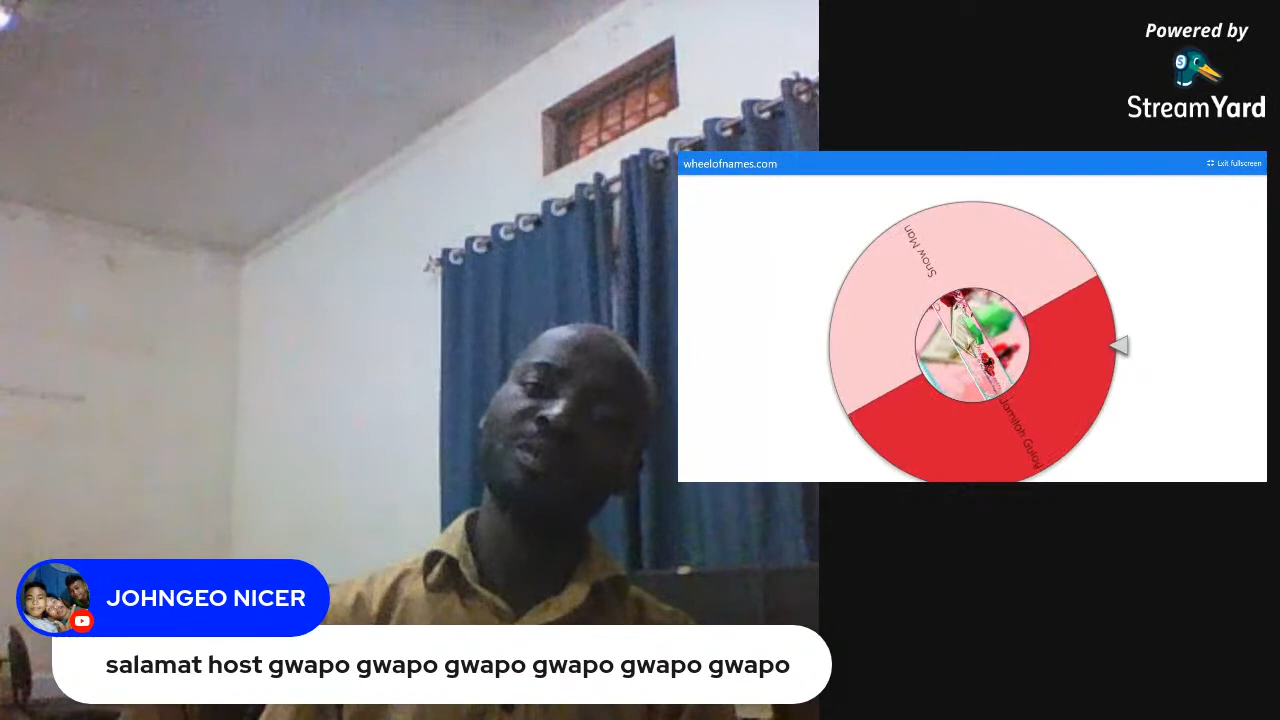 Powered by
StreamYard
wheelofnames.com
Exit fullscreen
Snow Man
Jamilah Guloy
JOHNGEO NICER
salamat host gwapo gwapo gwapo gwapo gwapo gwapo